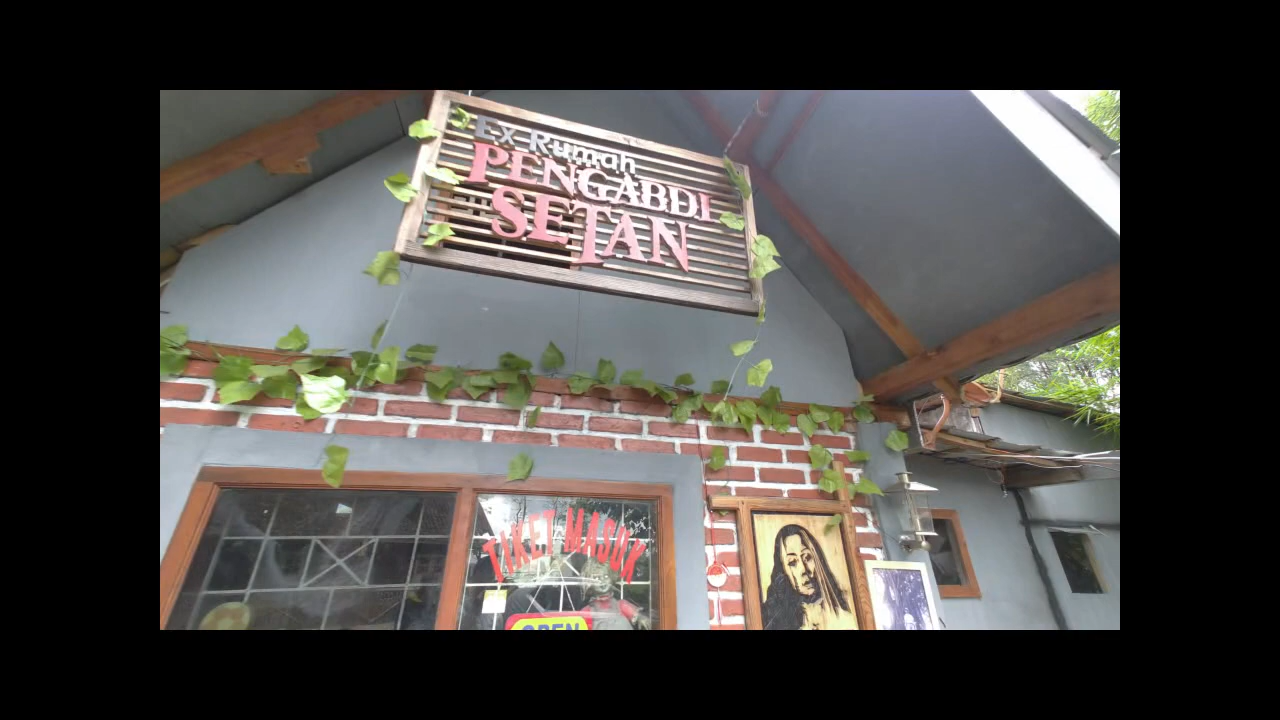 Ex Rumah
PENGABDI
SETAN
TIKET MASUK
OPEN